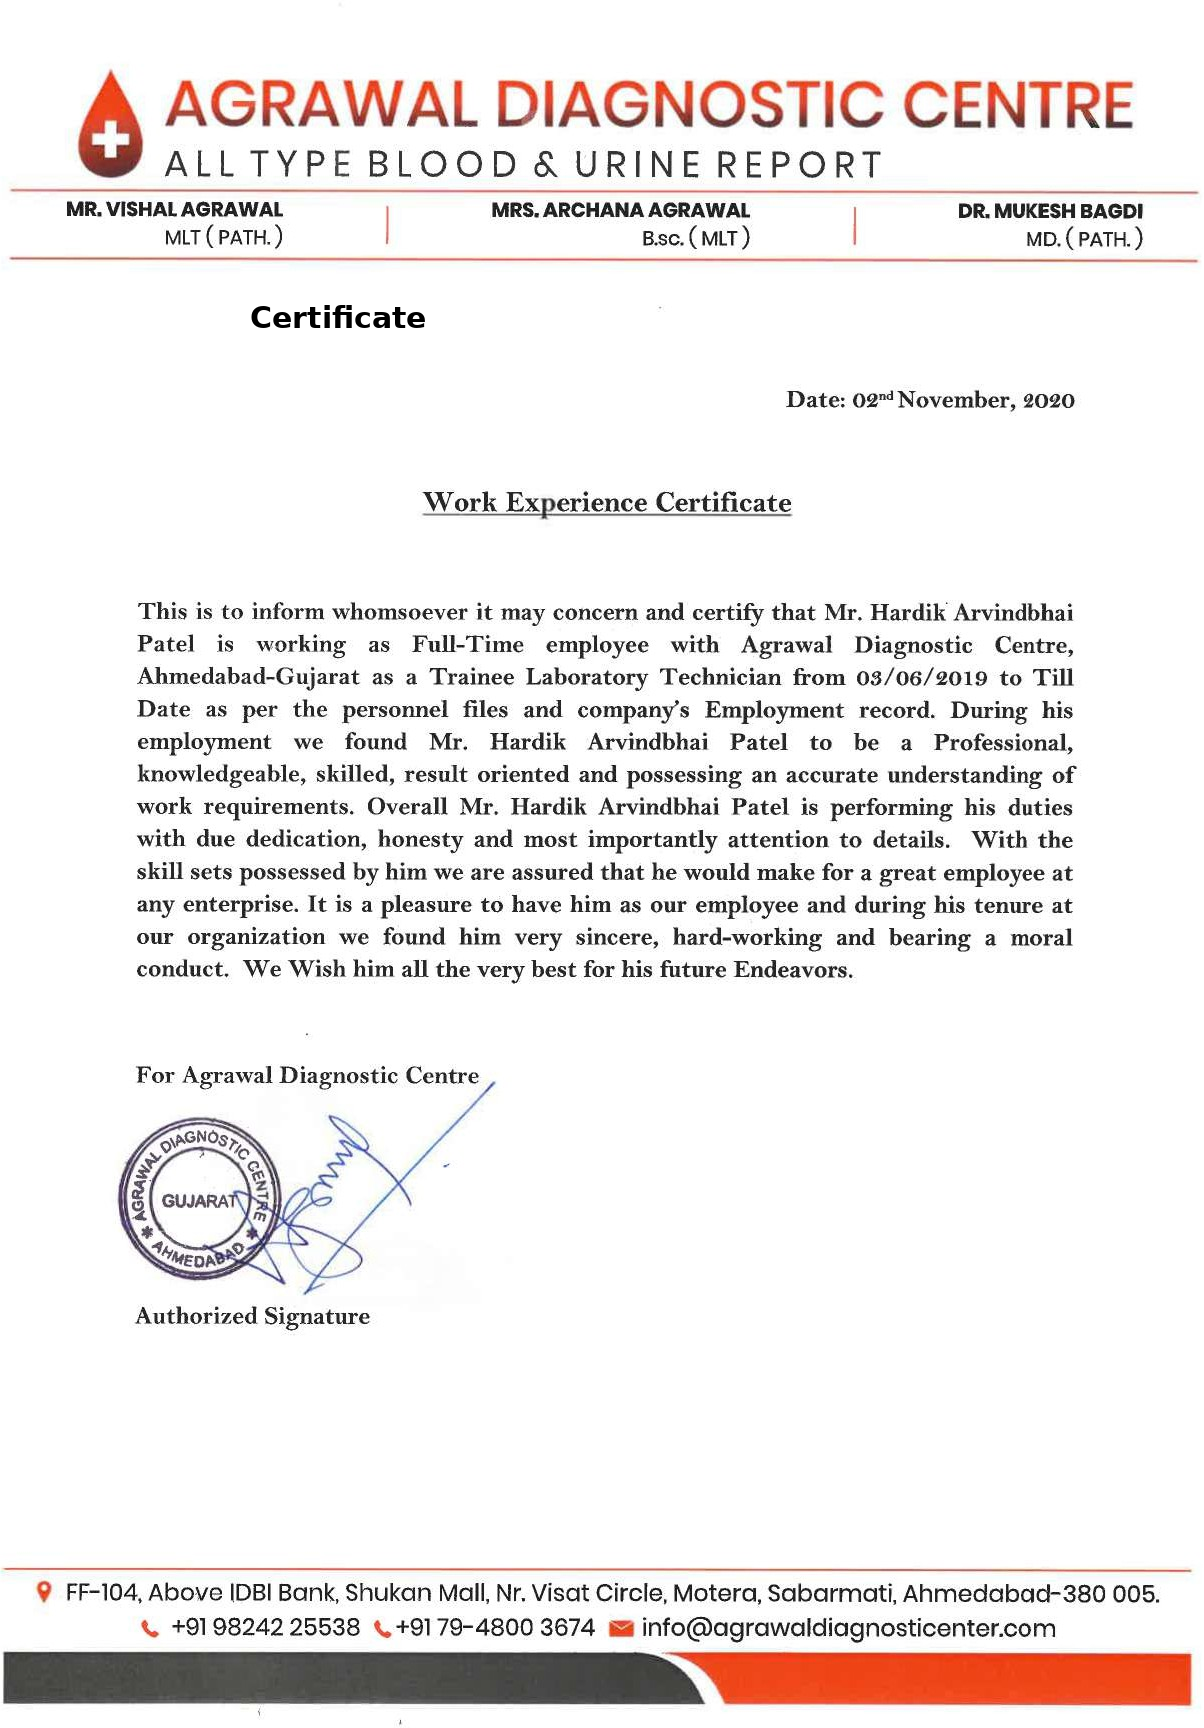 AGRAWAL DIAGNOSTIC CENTRE
ALL TYPE BLOOD & URINE REPORT
MR. VISHAL AGRAWAL MRS. ARCHANA AGRAWAL DR. MUKESH BAGDI
MLT ( PATH. ) B.sc. ( MLT ) MD. ( PATH. )
Certificate
Date: 02nd November, 2020
Work Experience Certificate
This is to inform whomsoever it may concern and certify that Mr. Hardik Arvindbhai
Patel is working as Full-Time employee with Agrawal Diagnostic Centre,
Ahmedabad-Gujarat as a Trainee Laboratory Technician from 03/06/2019 to Till
Date as per the personnel files and company's Employment record. During his
employment we found Mr. Hardik Arvindbhai Patel to be a Professional,
knowledgeable, skilled, result oriented and possessing an accurate understanding of
work requirements. Overall Mr. Hardik Arvindbhai Patel is performing his duties
with due dedication, honesty and most importantly attention to details. With the
skill sets possessed by him we are assured that he would make for a great employee at
any enterprise. It is a pleasure to have him as our employee and during his tenure at
our organization we found him very sincere, hard-working and bearing a moral
conduct. We Wish him all the very best for his future Endeavors.
For Agrawal Diagnostic Centre
AGRAWAL DIAGNOSTIC CENTRE
GUJARAT
* AHMEDABAD *
Authorized Signature
FF-104, Above IDBI Bank, Shukan Mall, Nr. Visat Circle, Motera, Sabarmati, Ahmedabad-380 005.
+91 98242 25538 +91 79-4800 3674 info@agrawaldiagnosticenter.com